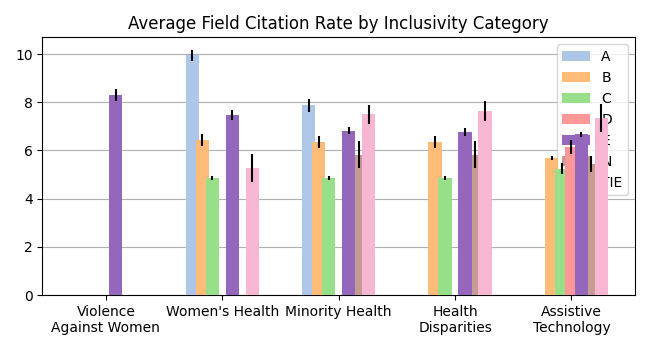 Average Field Citation Rate by Inclusivity Category
10
8
6
4
2
0
A
B
C
D
E
N
TIE
Violence
Against Women
Women's Health
Minority Health
Health
Disparities
Assistive
Technology